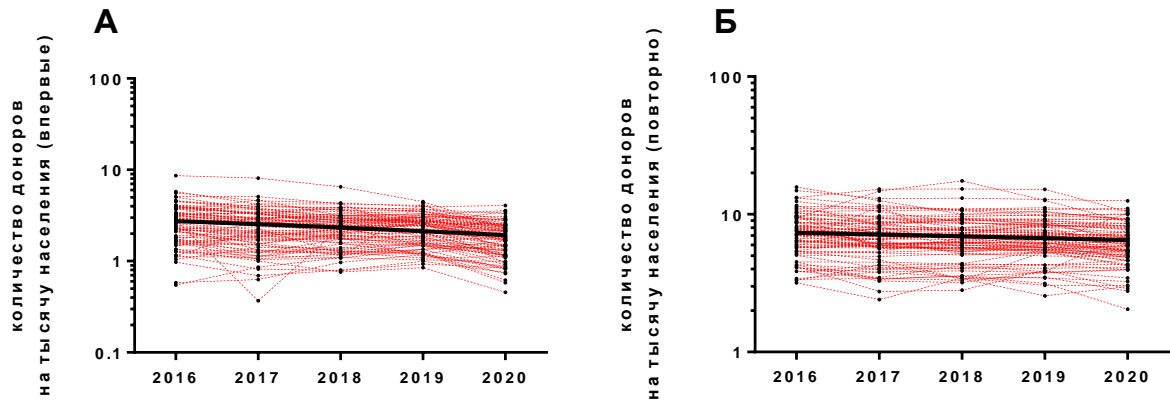 А
количество доноров
на тысячу населения (впервые)
100
10
1
0.1
2016 2017 2018 2019 2020
Б
количество доноров
на тысячу населения (повторно)
100
10
1
2016 2017 2018 2019 2020